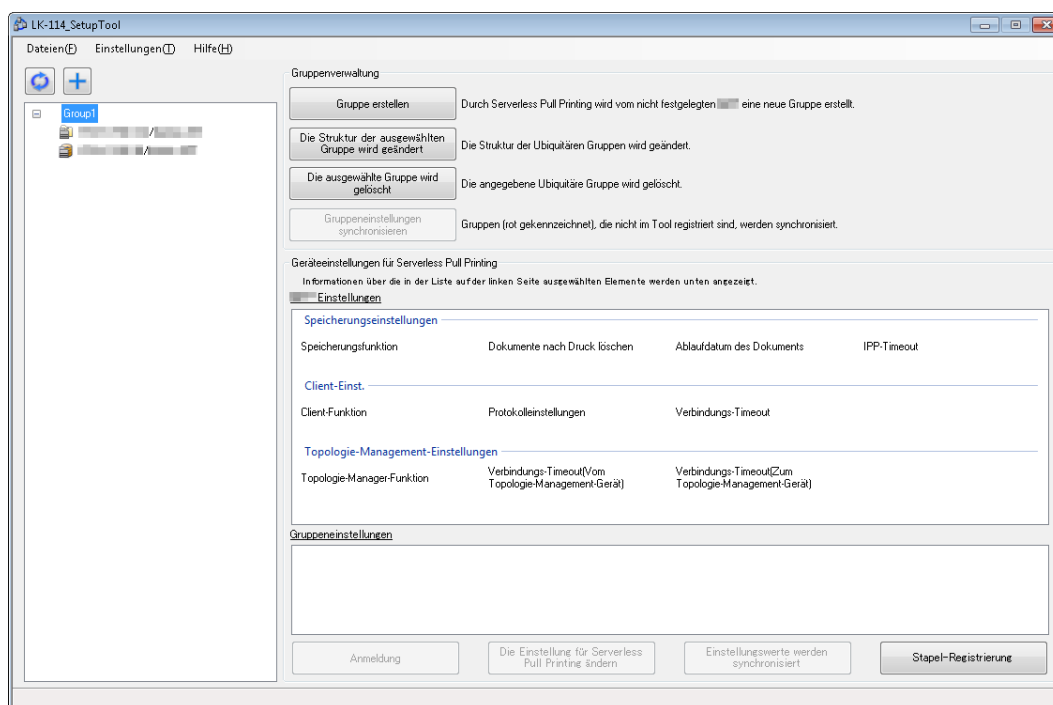 LK-114_SetupTool
Dateien(F) Einstellungen(T) Hilfe(H)
Gruppenverwaltung
Group1
Gruppe erstellen
Durch Serverless Pull Printing wird vom nicht festgelegten eine neue Gruppe erstellt.
Die Struktur der ausgewählten
Gruppe wird geändert
Die Struktur der Ubiquitären Gruppen wird geändert.
Die ausgewählte Gruppe wird
gelöscht
Die angegebene Ubiquitäre Gruppe wird gelöscht.
Gruppeneinstellungen
synchronisieren
Gruppen (rot gekennzeichnet), die nicht im Tool registriert sind, werden synchronisiert.
Geräteeinstellungen für Serverless Pull Printing
Informationen über die in der Liste auf der linken Seite ausgewählten Elemente werden unten angezeigt.
Einstellungen
Speicherungseinstellungen
Speicherungsfunktion Dokumente nach Druck löschen Ablaufdatum des Dokuments IPP-Timeout
Client-Einst.
Client-Funktion Protokolleinstellungen Verbindungs-Timeout
Topologie-Management-Einstellungen
Topologie-Manager-Funktion
Verbindungs-Timeout(Vom
Topologie-Management-Gerät)
Verbindungs-Timeout(Zum
Topologie-Management-Gerät)
Gruppeneinstellungen
Anmeldung
Die Einstellung für Serverless
Pull Printing ändern
Einstellungswerte werden
synchronisiert
Stapel-Registrierung